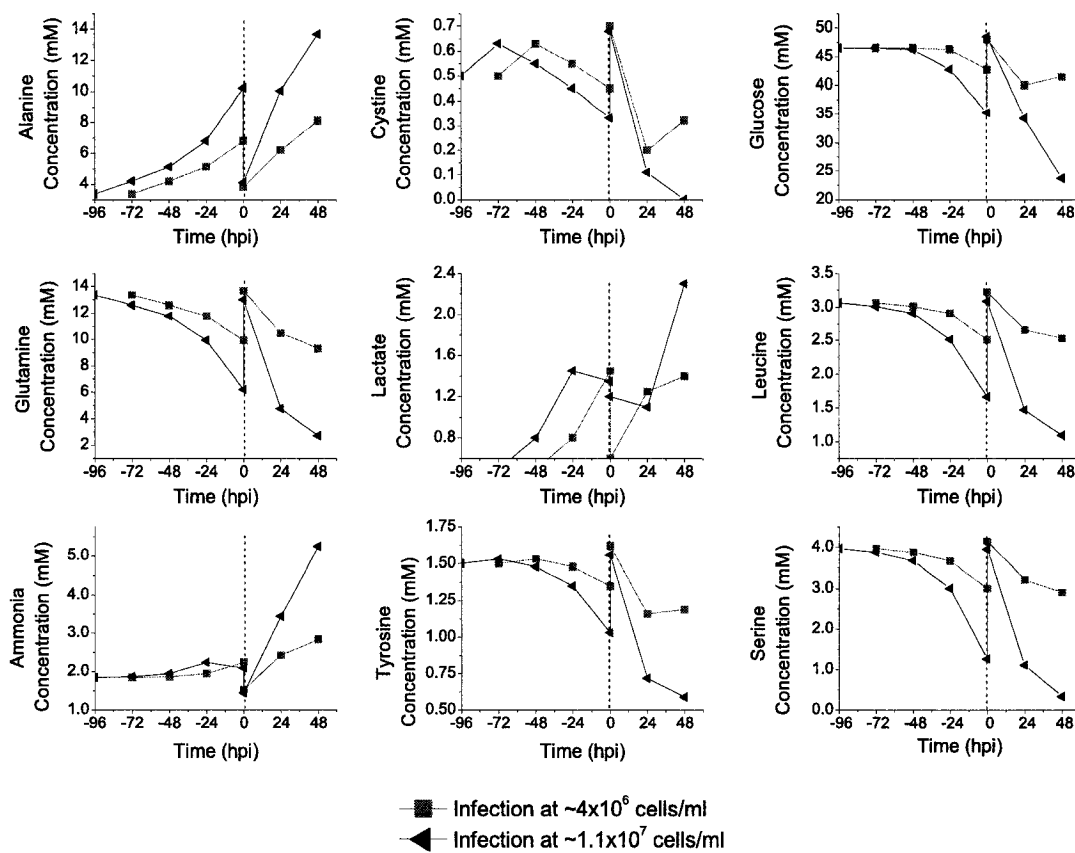 Alanine
Concentration (mM)
14
12
10
8
6
4
-96 -72 -48 -24 0 24 48
Time (hpi)
Cystine
Concentration (mM)
0.7
0.6
0.5
0.4
0.3
0.2
0.1
0.0
-96 -72 -48 -24 0 24 48
Time (hpi)
Glucose
Concentration (mM)
50
45
40
35
30
25
20
-96 -72 -48 -24 0 24 48
Time (hpi)
Glutamine
Concentration (mM)
14
12
10
8
6
4
2
-96 -72 -48 -24 0 24 48
Time (hpi)
Lactate
Concentration (mM)
2.4
2.0
1.6
1.2
0.8
-96 -72 -48 -24 0 24 48
Time (hpi)
Leucine
Concentration (mM)
3.5
3.0
2.5
2.0
1.5
1.0
-96 -72 -48 -24 0 24 48
Time (hpi)
Ammonia
Concentration (mM)
5.0
4.0
3.0
2.0
1.0
-96 -72 -48 -24 0 24 48
Time (hpi)
Tyrosine
Concentration (mM)
1.75
1.50
1.25
1.00
0.75
0.50
-96 -72 -48 -24 0 24 48
Time (hpi)
Serine
Concentration (mM)
4.0
3.0
2.0
1.0
0.0
-96 -72 -48 -24 0 24 48
Time (hpi)
Infection at ~4x10⁶ cells/ml
Infection at ~1.1x10⁷ cells/ml